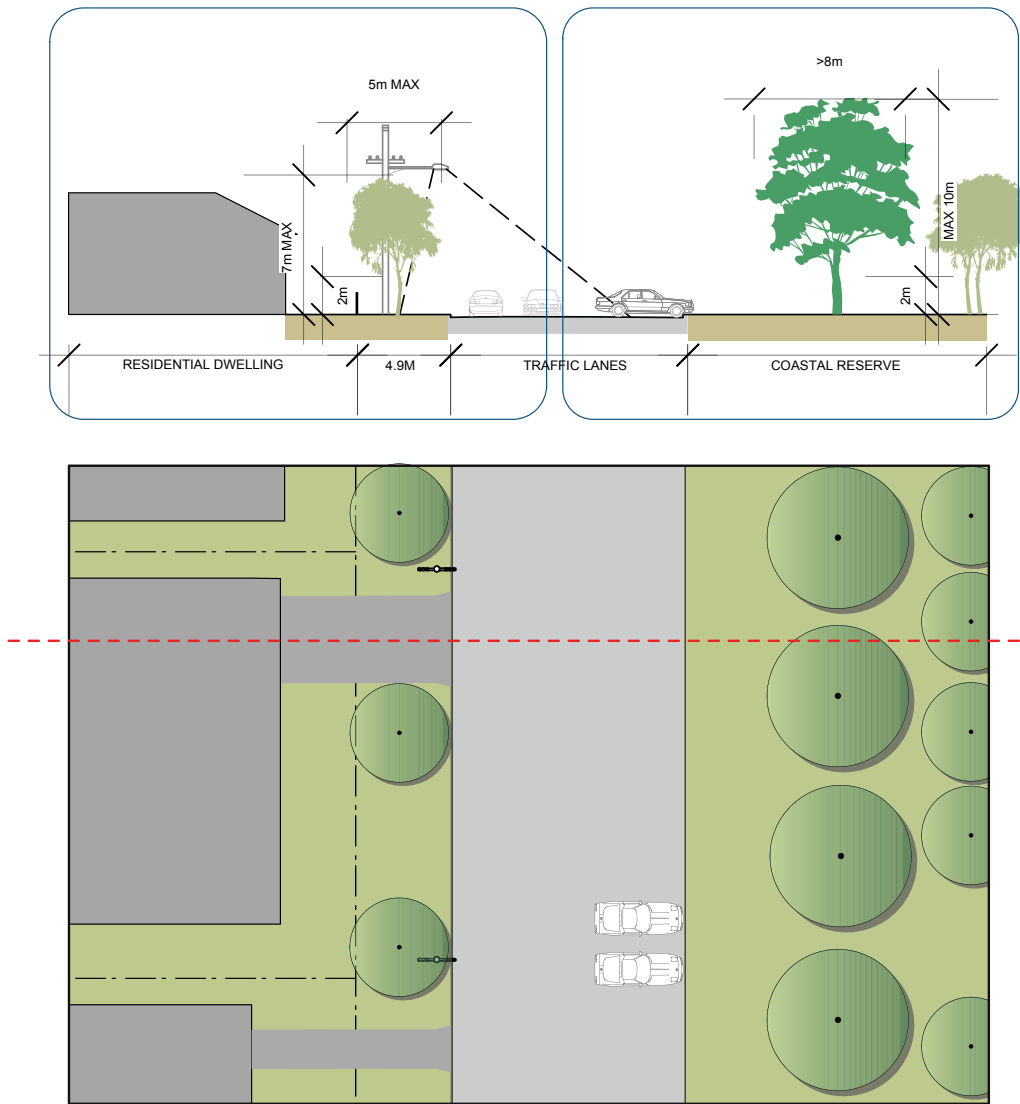 >8m
5m MAX
7m MAX
2m
MAX 10m
2m
RESIDENTIAL DWELLING
4.9M
TRAFFIC LANES
COASTAL RESERVE